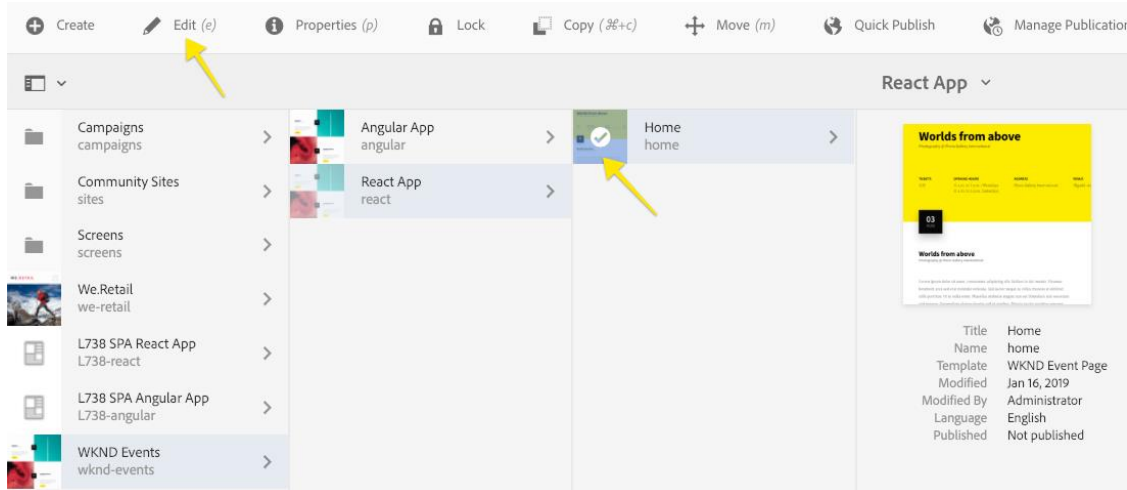 Create
Edit (e)
Properties (p)
Lock
Copy (⌘+c)
Move (m)
Quick Publish
Manage Publication
React App
Campaigns
campaigns
Community Sites
sites
Screens
screens
We.Retail
we-retail
L738 SPA React App
L738-react
L738 SPA Angular App
L738-angular
WKND Events
wknd-events
Angular App
angular
React App
react
Home
home
Worlds from above
03
Worlds from above
Title Home
Name home
Template WKND Event Page
Modified Jan 16, 2019
Modified By Administrator
Language English
Published Not published